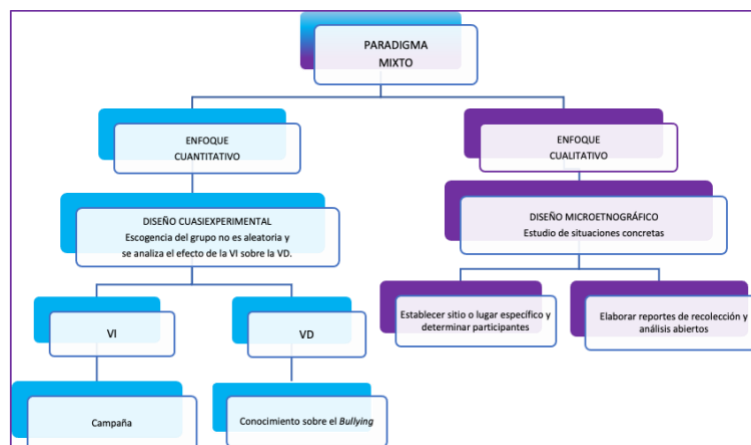 PARADIGMA
MIXTO
ENFOQUE
CUANTITATIVO
ENFOQUE
CUALITATIVO
DISEÑO CUASIEXPERIMENTAL
Escogencia del grupo no es aleatoria y
se analiza el efecto de la VI sobre la VD.
DISEÑO MICROETNOGRÁFICO
Estudio de situaciones concretas
VI
VD
Establecer sitio o lugar específico y
determinar participantes
Elaborar reportes de recolección y
análisis abiertos
Campaña
Conocimiento sobre el Bullying